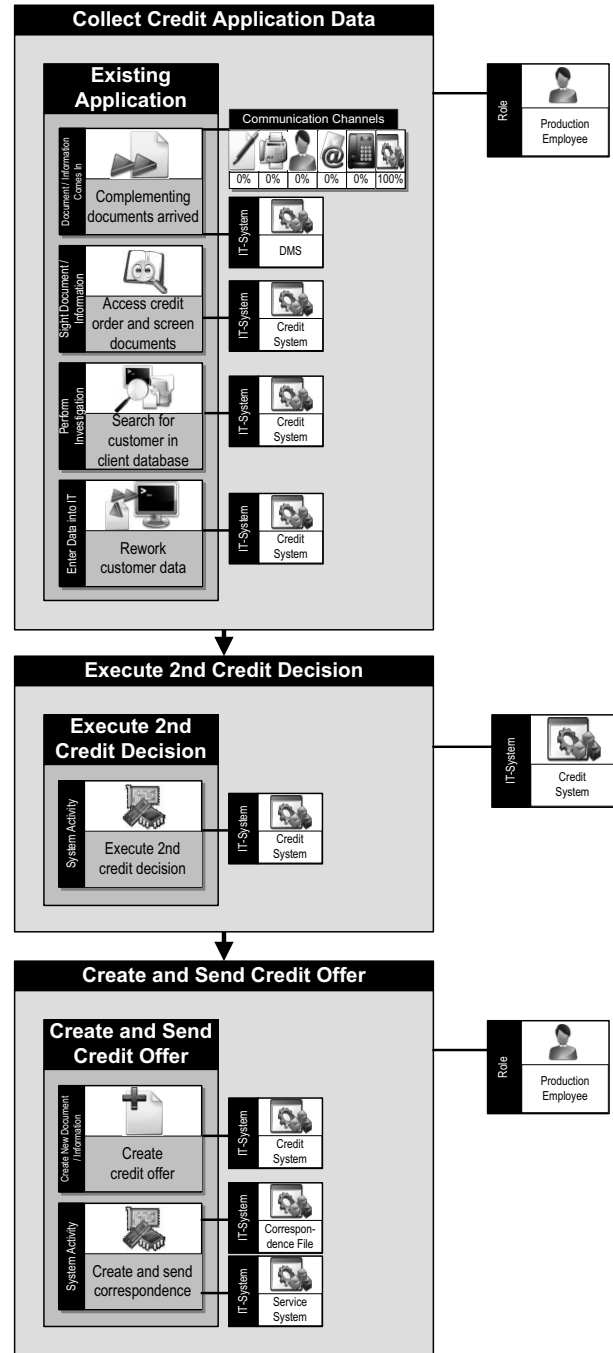 Collect Credit Application Data
Existing
Application
Document / Information
Comes In
Complementing
documents arrived
Communication Channels
@
0% 0% 0% 0% 0% 100%
IT-System
DMS
Sight Document /
Information
Access credit
order and screen
documents
IT-System
Credit
System
Perform
Investigation
>_
Search for
customer in
client database
IT-System
Credit
System
Enter Data into IT
>_
Rework
customer data
IT-System
Credit
System
Role
Production
Employee
Execute 2nd Credit Decision
Execute 2nd
Credit Decision
System Activity
Execute 2nd
credit decision
IT-System
Credit
System
IT-System
Credit
System
Create and Send Credit Offer
Create and Send
Credit Offer
Create New Document
/ Information
Create
credit offer
IT-System
Credit
System
System Activity
Create and send
correspondence
IT-System
Correspon-
dence File
IT-System
Service
System
Role
Production
Employee